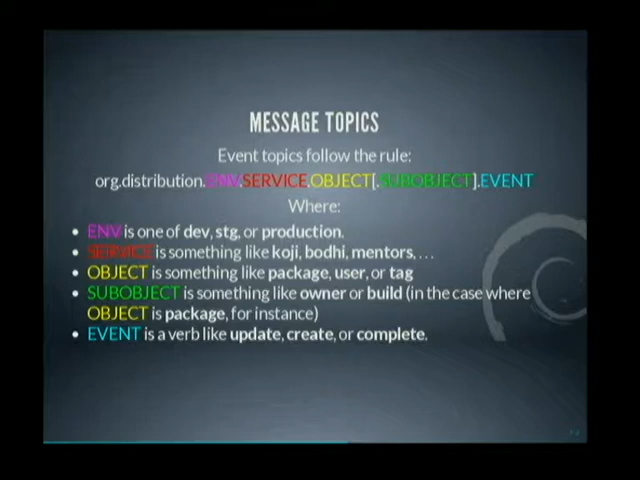 MESSAGE TOPICS
Event topics follow the rule:
org.distribution.ENV.SERVICE.OBJECT[.SUBOBJECT].EVENT
Where:
• ENV is one of dev, stg, or production.
• SERVICE is something like koji, bodhi, mentors, ...
• OBJECT is something like package, user, or tag
• SUBOBJECT is something like owner or build (in the case where
OBJECT is package, for instance)
• EVENT is a verb like update, create, or complete.